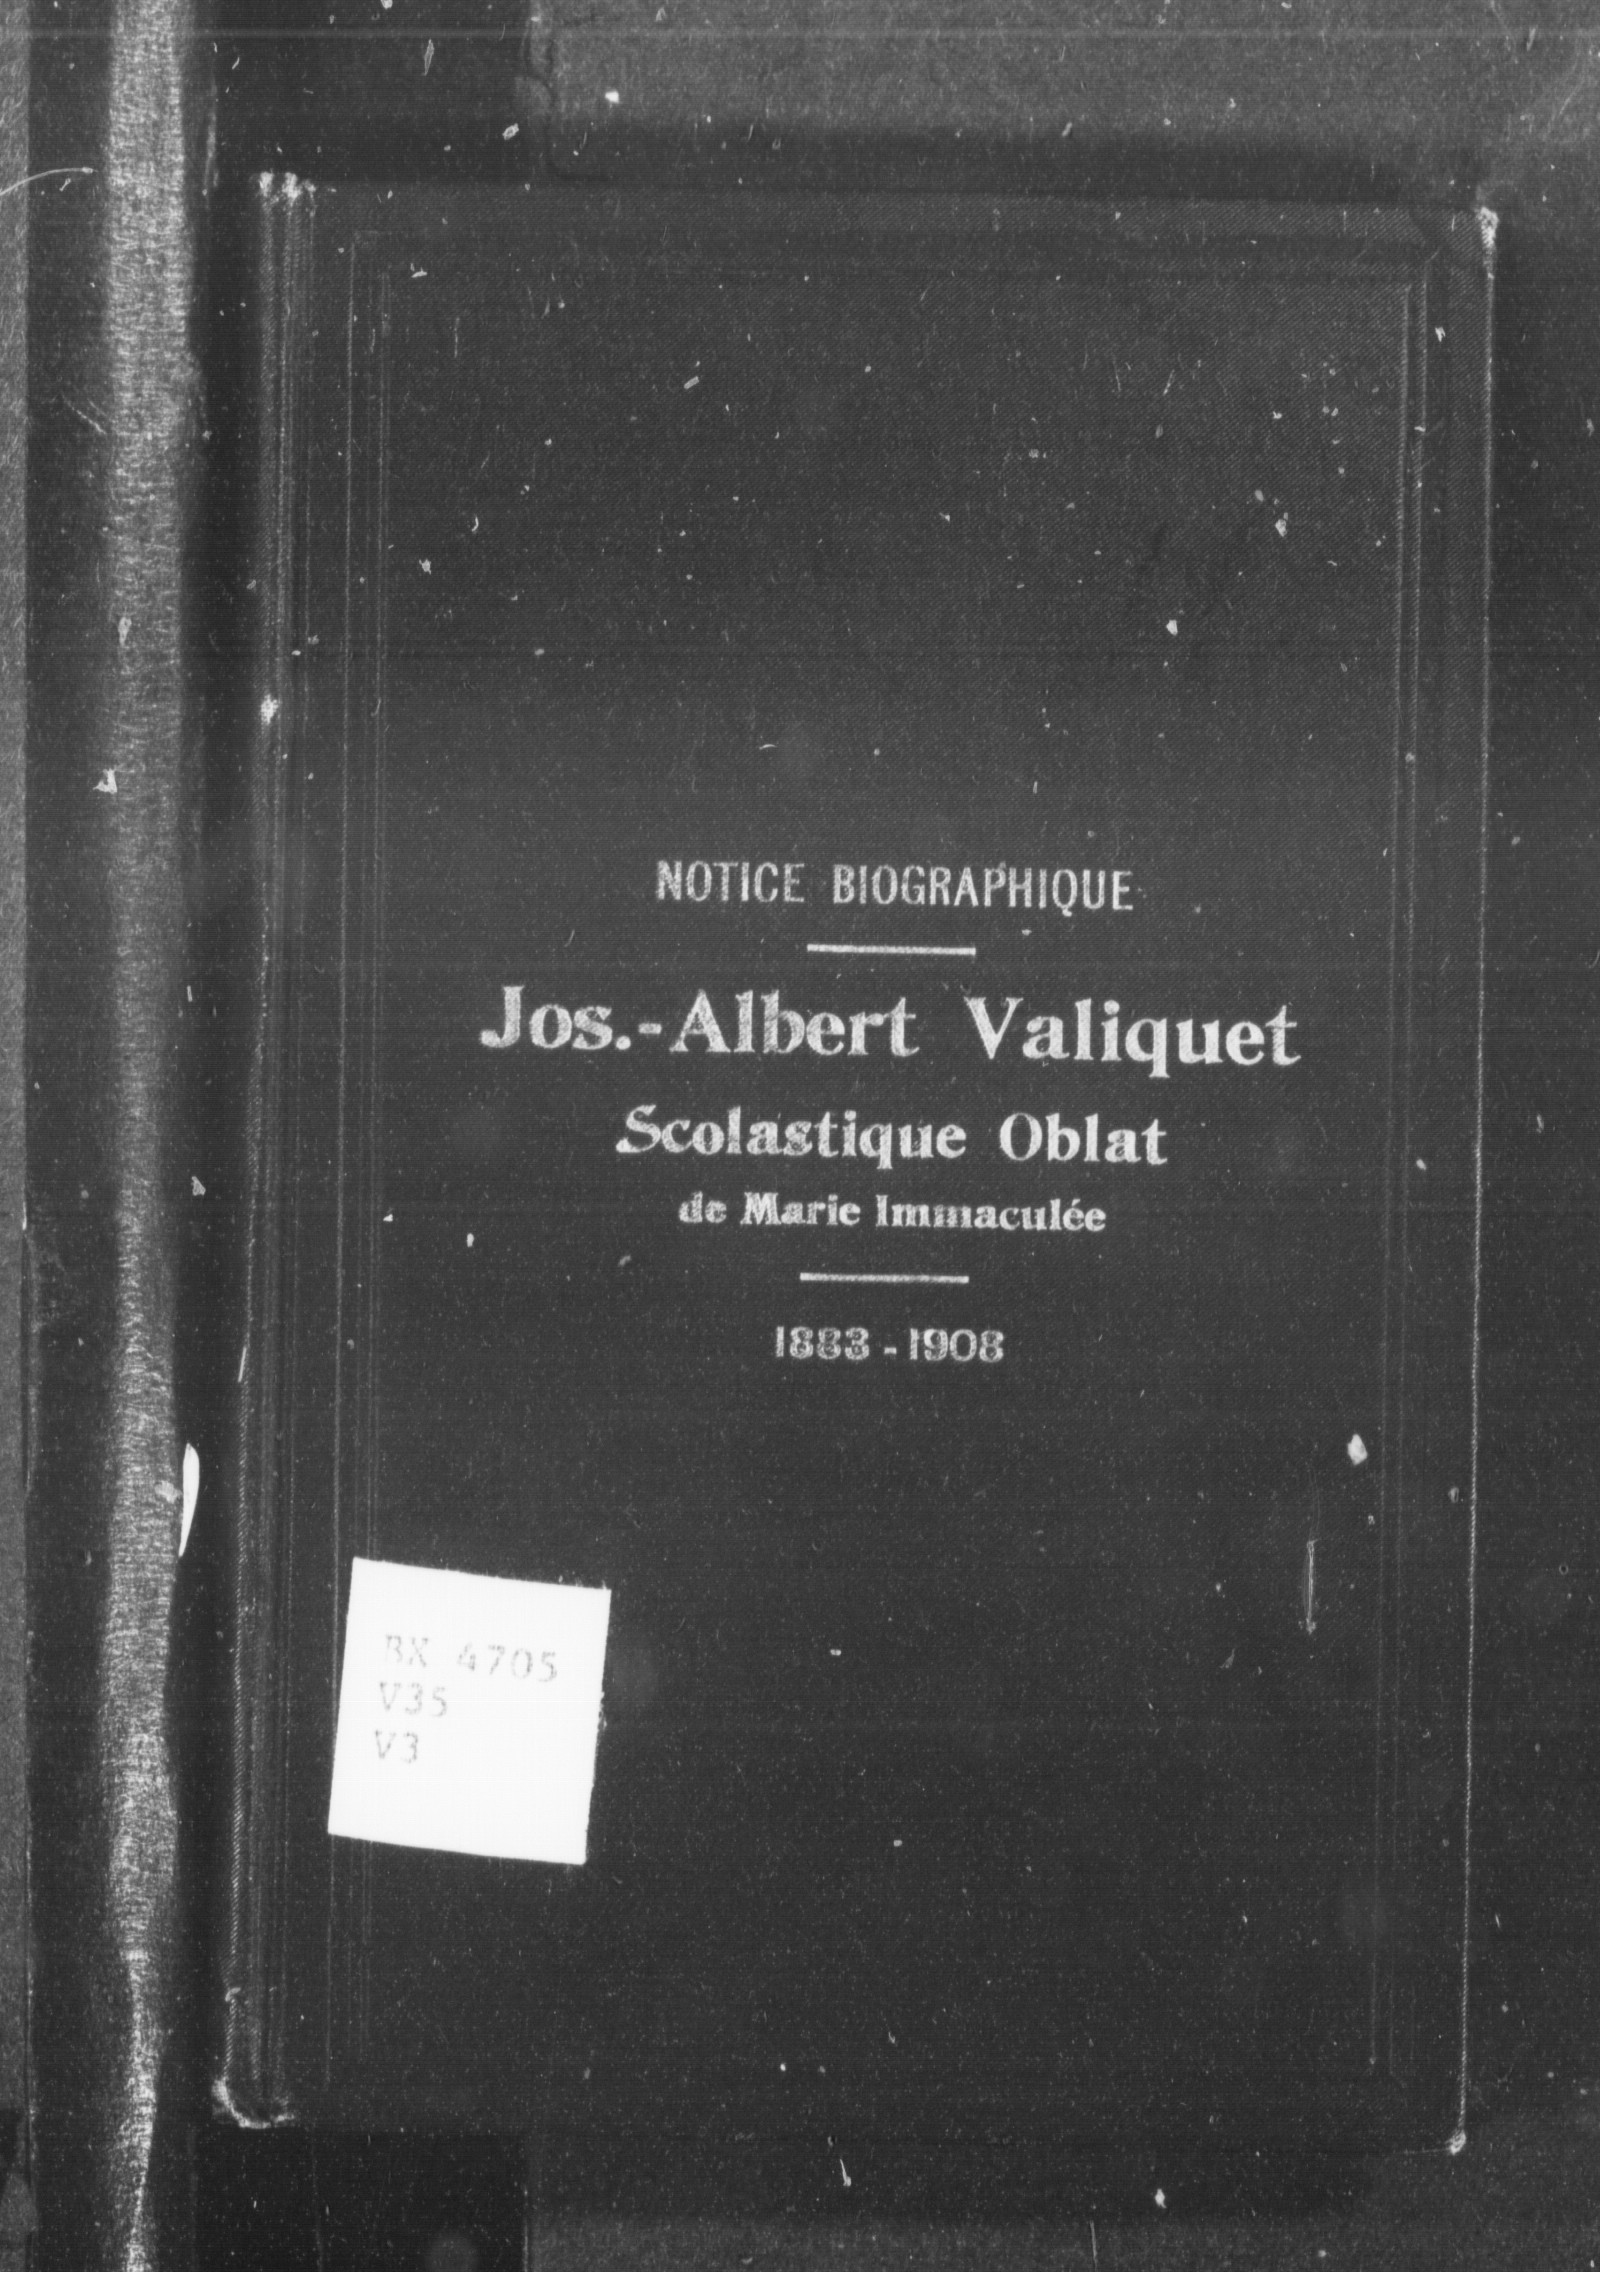 NOTICE BIOGRAPHIQUE
Jos.-Albert Valiquet
Scolastique Oblat
de Marie Immaculée
1883-1908
BX 4705
V35
V3